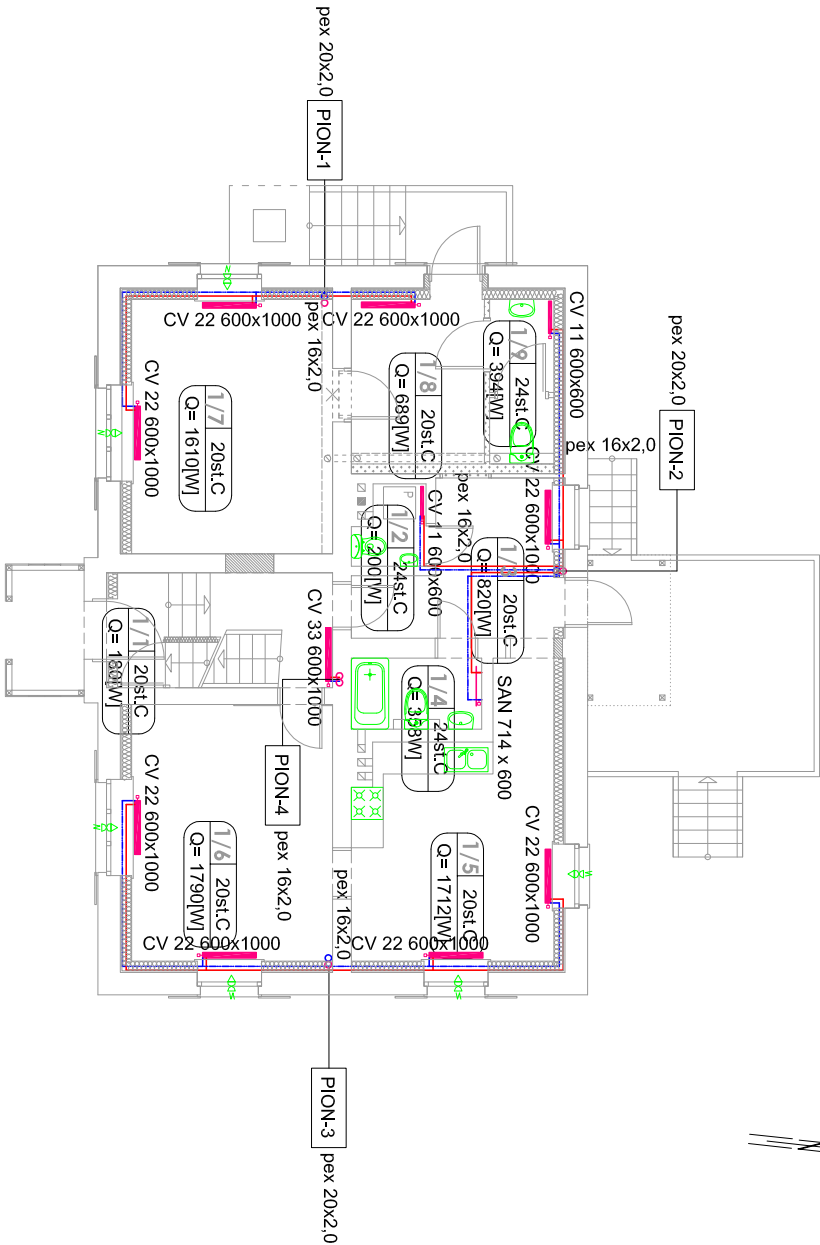 pex 20x2,0
PION-1
CV 22 600x1000
CV 22 600x1000
pex 16x2,0
CV 11 600x600
pex 20x2,0
PION-2
pex 16x2,0
1/9
24st.C
Q= 394[W]
1/8
20st.C
Q= 689[W]
1/7
20st.C
Q= 1610[W]
CV 22 600x1000
CV 22 600x1000
pex 16x2,0
CV 11 600x600
P
1/2
24st.C
Q= 200[W]
20st.C
Q= 820[W]
1/1
20st.C
Q= 180[W]
CV 33 600x1000
SAN 714 x 600
1/4
24st.C
PION-4
pex 16x2,0
CV 22 600x1000
CV 22 600x1000
1/6
20st.C
Q= 1790[W]
1/5
20st.C
Q= 1712[W]
pex 16x2,0
CV 22 600x1000
CV 22 600x1000
PION-3
pex 20x2,0